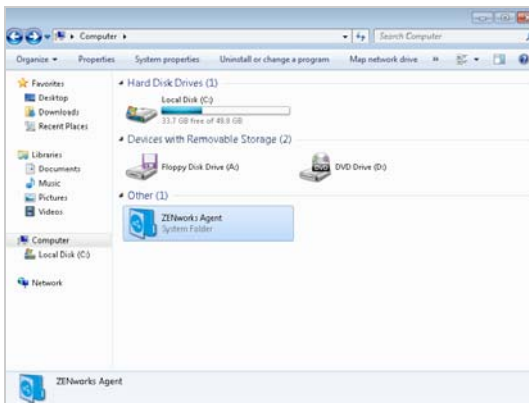 Computer
Search Computer
Organize
Properties
System properties
Uninstall or change a program
Map network drive
»
Favorites
Desktop
Downloads
Recent Places
Libraries
Documents
Music
Pictures
Videos
Computer
Local Disk (C:)
Network
Hard Disk Drives (1)
Local Disk (C:)
33.7 GB free of 49.8 GB
Devices with Removable Storage (2)
Floppy Disk Drive (A:)
DVD Drive (D:)
Other (1)
ZENworks Agent
System Folder
ZENworks Agent